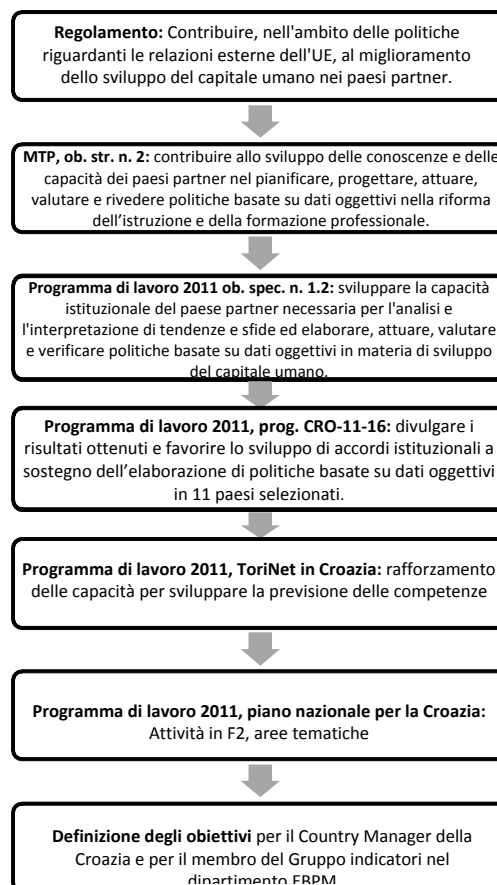 Regolamento: Contribuire, nell'ambito delle politiche
riguardanti le relazioni esterne dell'UE, al miglioramento
dello sviluppo del capitale umano nei paesi partner.
MTP, ob. str. n. 2: contribuire allo sviluppo delle conoscenze e delle
capacità dei paesi partner nel pianificare, progettare, attuare,
valutare e rivedere politiche basate su dati oggettivi nella riforma
dell’istruzione e della formazione professionale.
Programma di lavoro 2011 ob. spec. n. 1.2: sviluppare la capacità
istituzionale del paese partner necessaria per l'analisi e
l'interpretazione di tendenze e sfide ed elaborare, attuare, valutare
e verificare politiche basate su dati oggettivi in materia di sviluppo
del capitale umano.
Programma di lavoro 2011, prog. CRO-11-16: divulgare i
risultati ottenuti e favorire lo sviluppo di accordi istituzionali a
sostegno dell’elaborazione di politiche basate su dati oggettivi
in 11 paesi selezionati.
Programma di lavoro 2011, ToriNet in Croazia: rafforzamento
delle capacità per sviluppare la previsione delle competenze
Programma di lavoro 2011, piano nazionale per la Croazia:
Attività in F2, aree tematiche
Definizione degli obiettivi per il Country Manager della
Croazia e per il membro del Gruppo indicatori nel
dipartimento EBPM